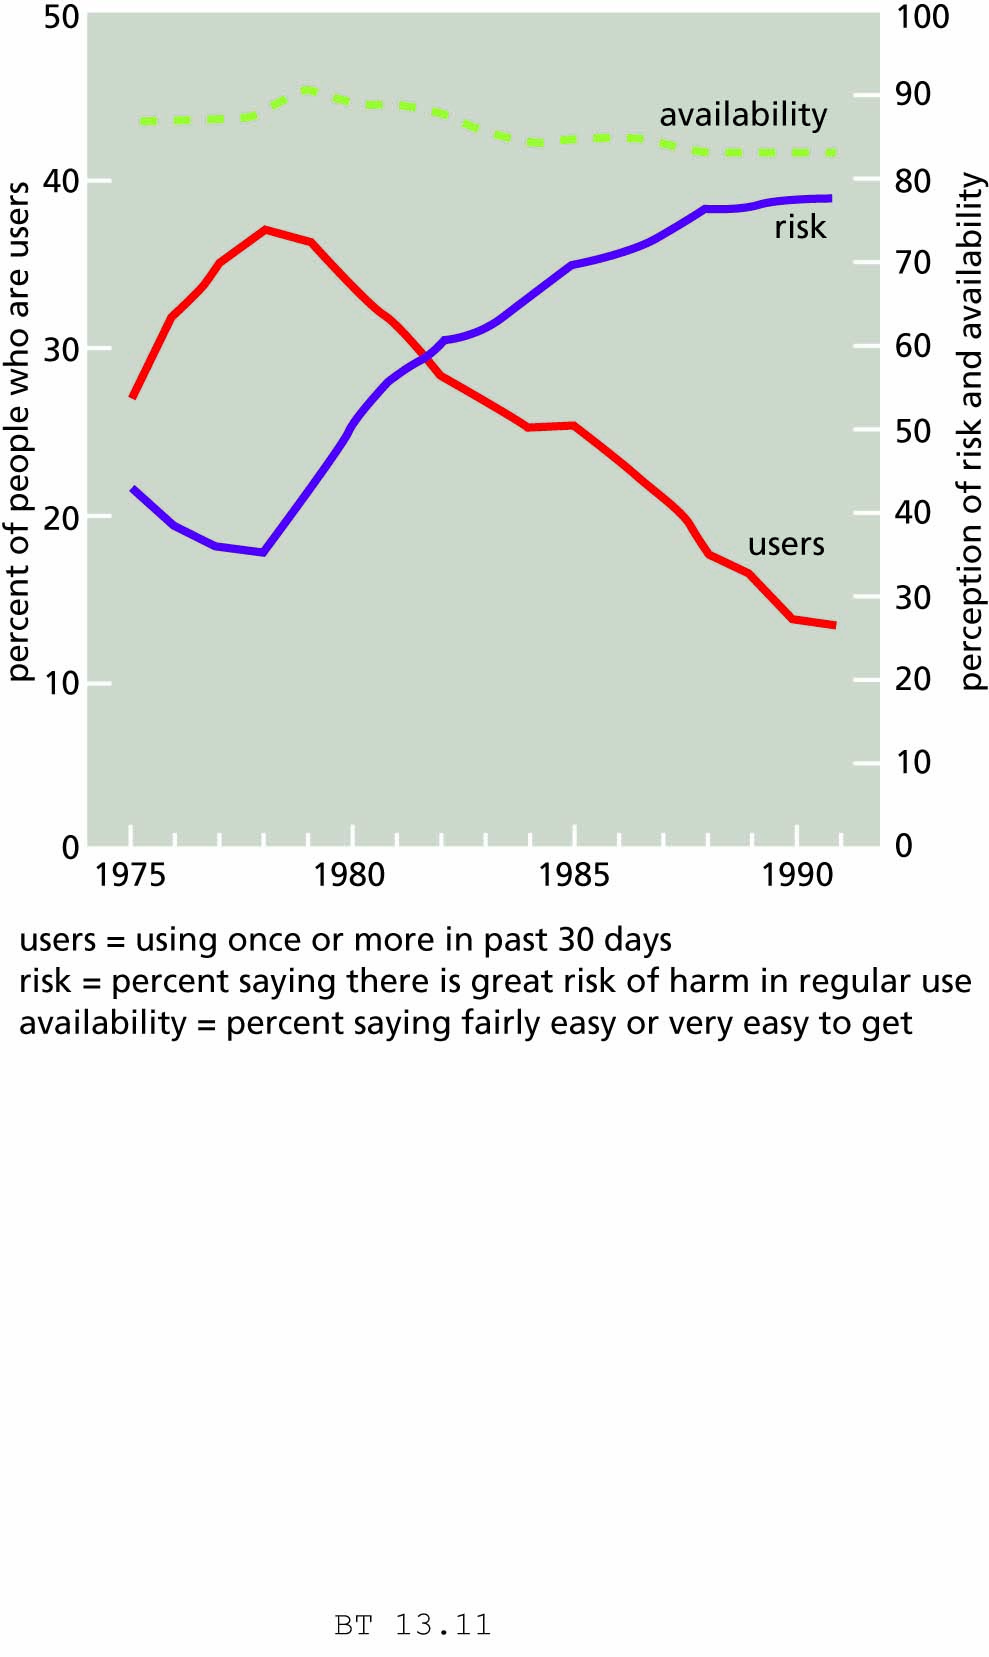 50
100
90
availability
40
80
risk
70
30
60
50
20
40
users
30
10
20
10
0
0
1975 1980 1985 1990
percent of people who are users
perception of risk and availability
users = using once or more in past 30 days
risk = percent saying there is great risk of harm in regular use
availability = percent saying fairly easy or very easy to get
BT 13.11